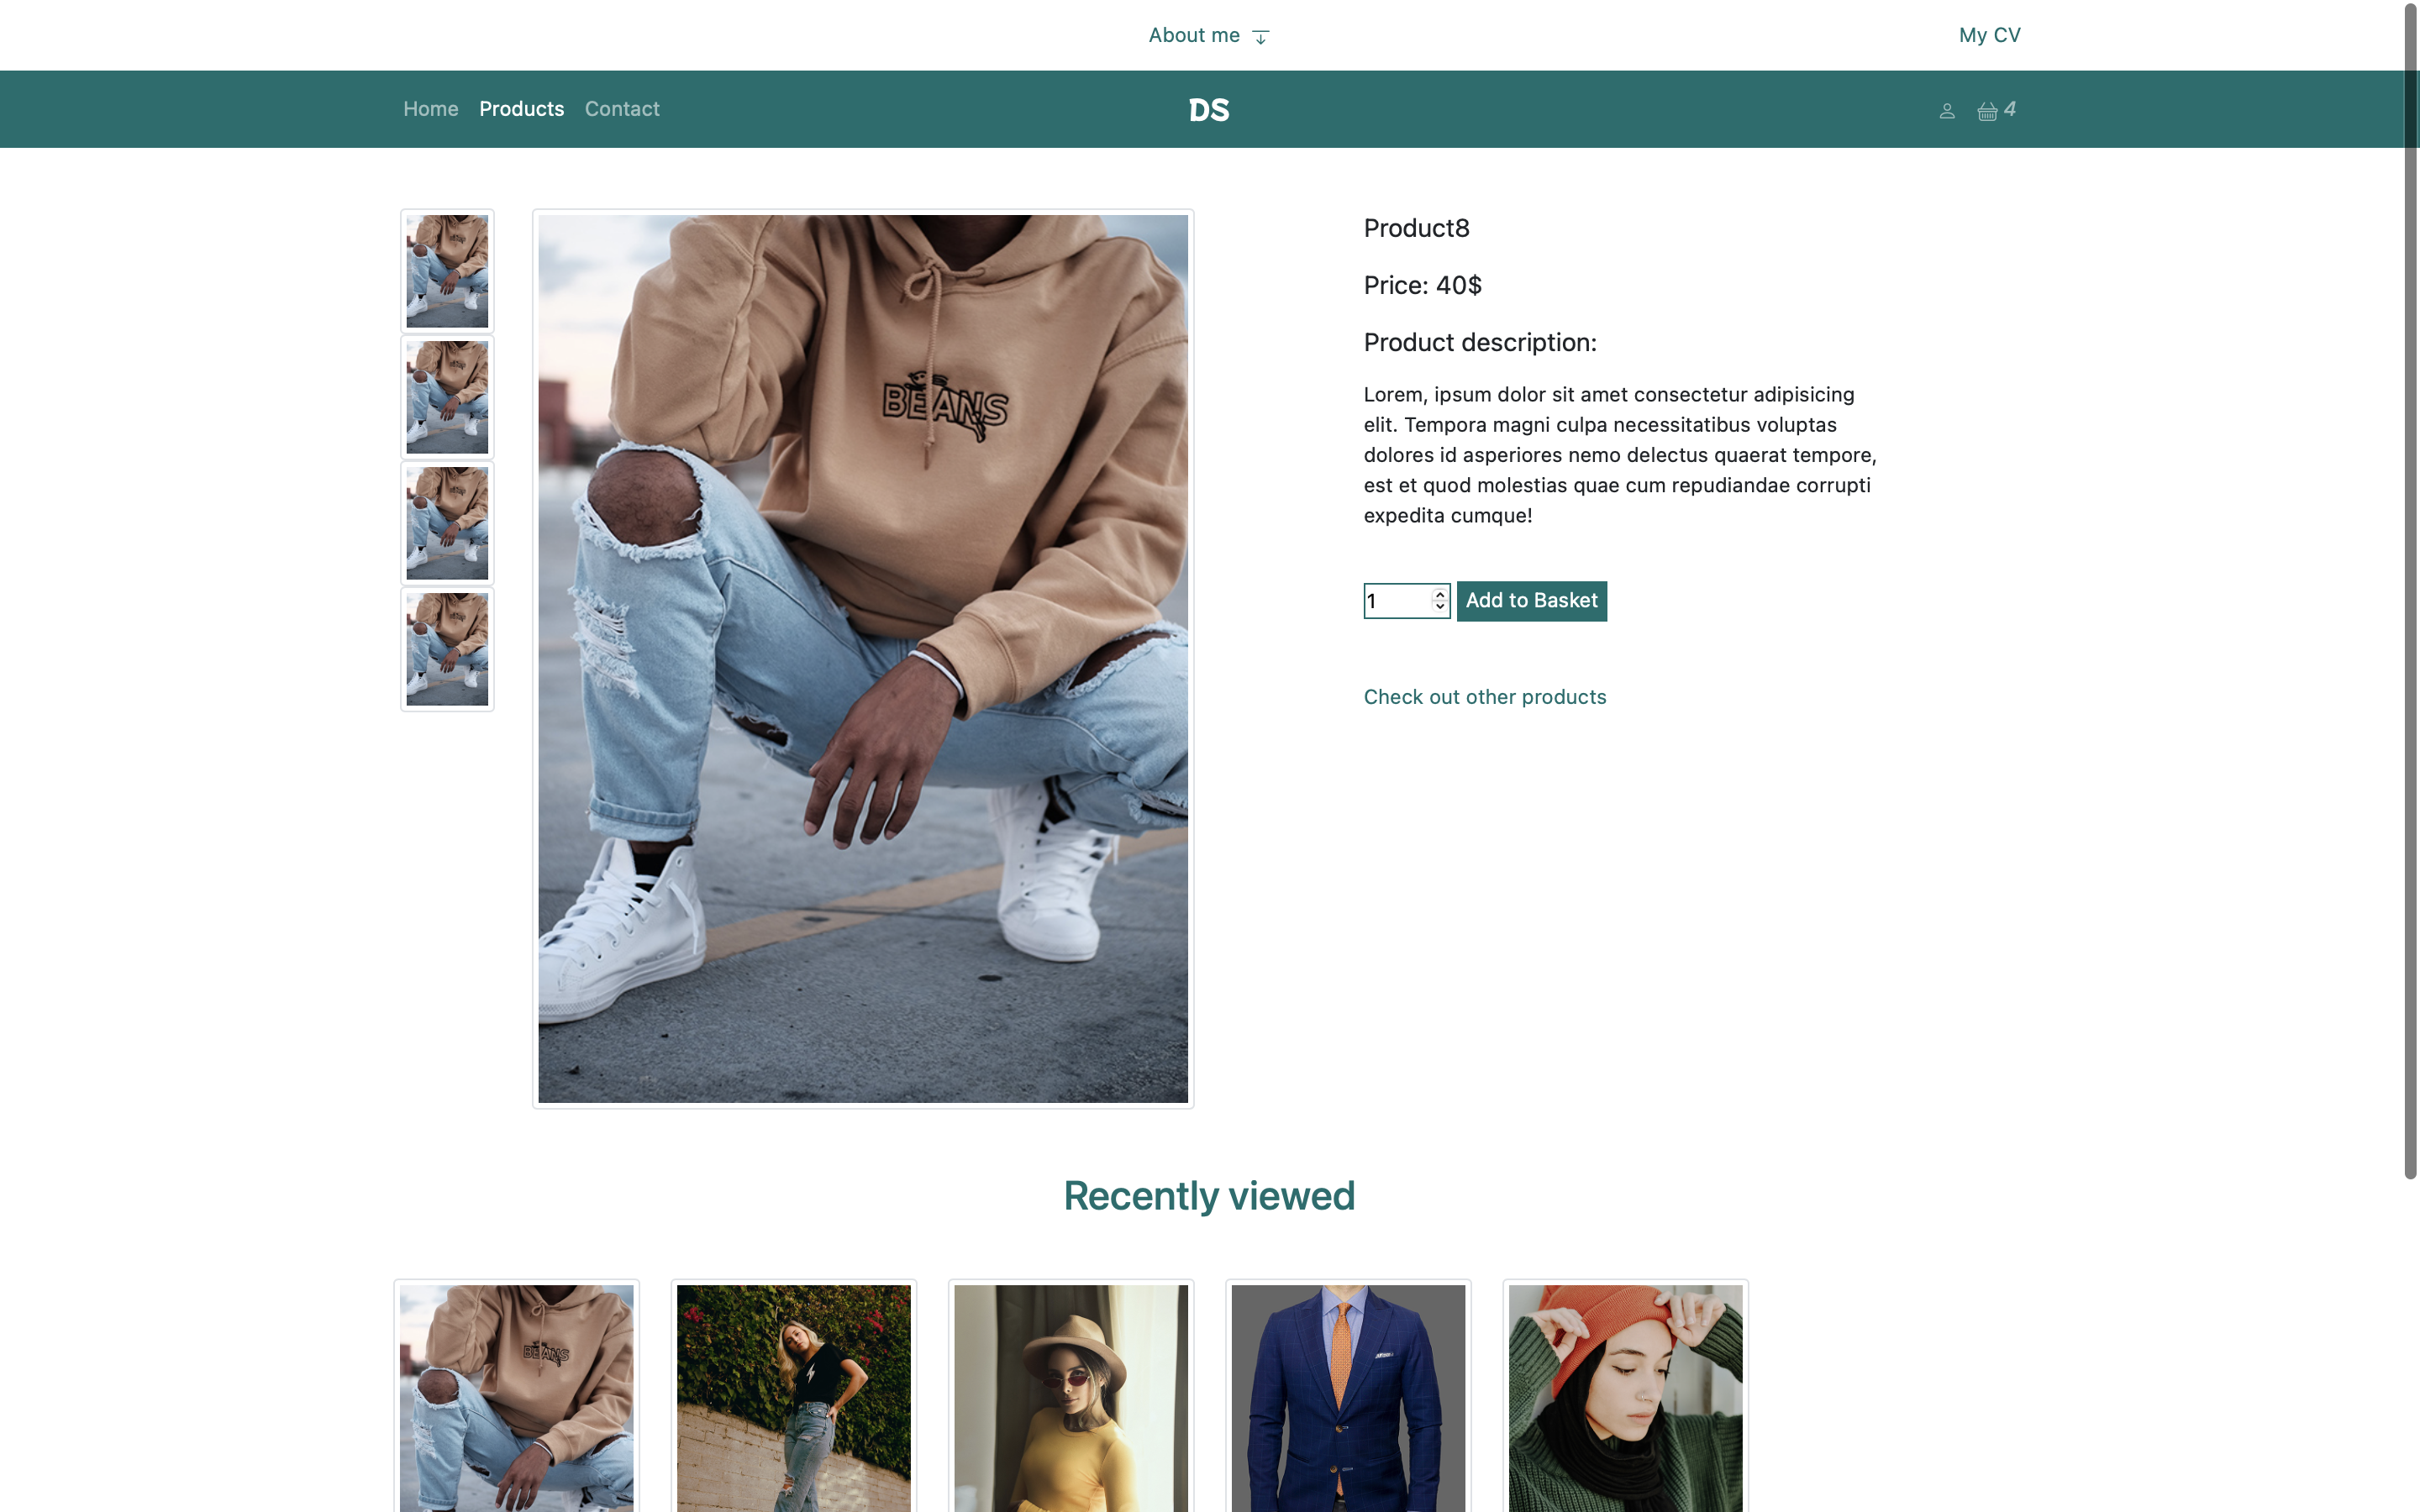 About me
My CV
Home Products Contact
DS
4
Product8
Price: 40$
Product description:
BEANS
Lorem, ipsum dolor sit amet consectetur adipisicing
elit. Tempora magni culpa necessitatibus voluptas
dolores id asperiores nemo delectus quaerat tempore,
est et quod molestias quae cum repudiandae corrupti
expedita cumque!
1
Add to Basket
Check out other products
Recently viewed
BEANS